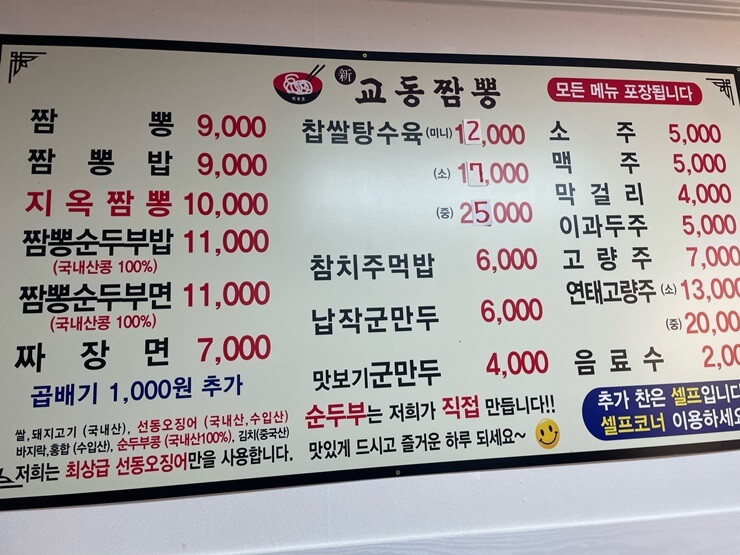 新 교동짬뽕
모든 메뉴 포장됩니다
짬뽕 9,000
짬뽕밥 9,000
지옥짬뽕 10,000
짬뽕순두부밥 11,000
(국내산콩 100%)
짬뽕순두부면 11,000
(국내산콩 100%)
짜장면 7,000
곱배기 1,000원 추가
쌀,돼지고기 (국내산), 선동오징어 (국내산,수입산)
바지락,홍합 (수입산), 순두부콩 (국내산100%), 김치(중국산)
저희는 최상급 선동오징어만을 사용합니다.
찹쌀탕수육 (미니) 12,000
(소) 17,000
(중) 25,000
참치주먹밥 6,000
납작군만두 6,000
맛보기군만두 4,000
순두부는 저희가 직접 만듭니다!!
맛있게 드시고 즐거운 하루 되세요~
소주 5,000
맥주 5,000
막걸리 4,000
이과두주 5,000
고량주 7,000
연태고량주 (소) 13,000
(중) 20,00
음료수 2,00
추가 찬은 셀프입니다
셀프코너 이용하세요